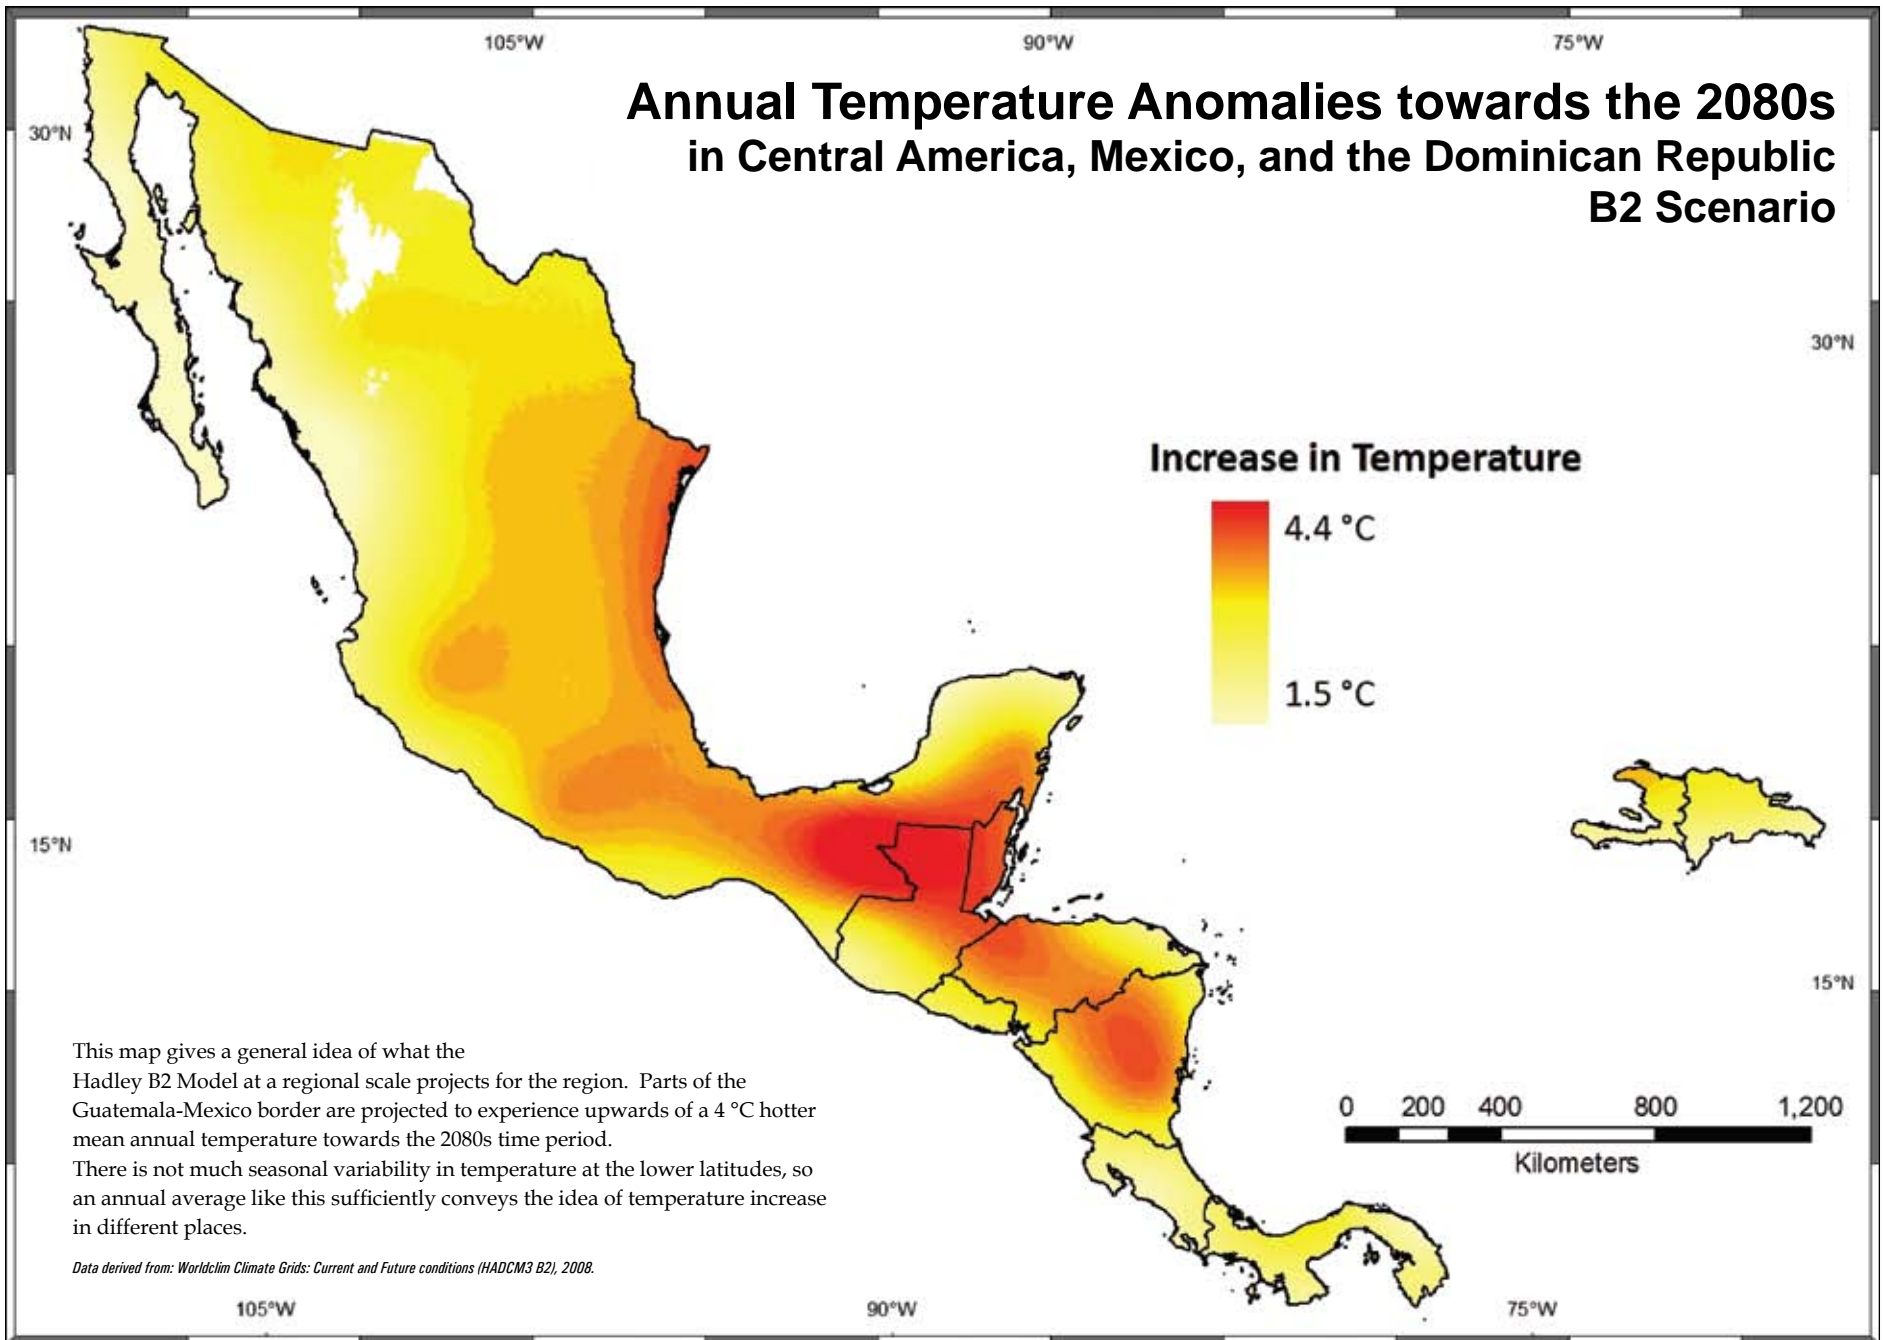 105°W 90°W 75°W
Annual Temperature Anomalies towards the 2080s
in Central America, Mexico, and the Dominican Republic
B2 Scenario
30°N
30°N
Increase in Temperature
4.4 °C
1.5 °C
15°N
15°N
This map gives a general idea of what the
Hadley B2 Model at a regional scale projects for the region. Parts of the
Guatemala-Mexico border are projected to experience upwards of a 4 °C hotter
mean annual temperature towards the 2080s time period.
There is not much seasonal variability in temperature at the lower latitudes, so
an annual average like this sufficiently conveys the idea of temperature increase
in different places.
Data derived from: Worldclim Climate Grids: Current and Future conditions (HADCM3 B2), 2008.
0 200 400 800 1,200
Kilometers
105°W 90°W 75°W